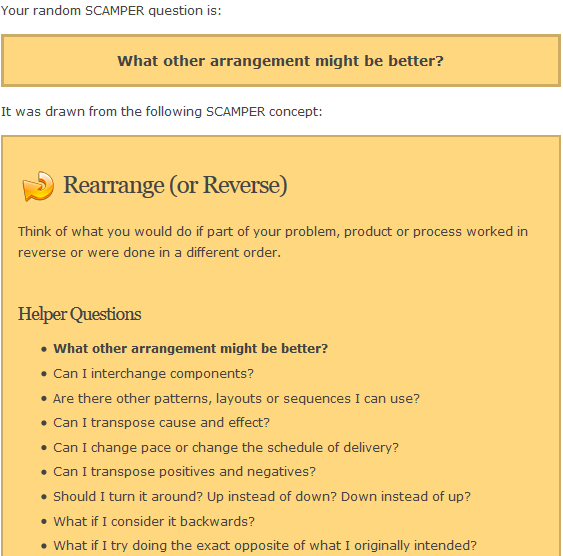 Your random SCAMPER question is:
What other arrangement might be better?
It was drawn from the following SCAMPER concept:
Rearrange (or Reverse)
Think of what you would do if part of your problem, product or process worked in
reverse or were done in a different order.
Helper Questions
• What other arrangement might be better?
• Can I interchange components?
• Are there other patterns, layouts or sequences I can use?
• Can I transpose cause and effect?
• Can I change pace or change the schedule of delivery?
• Can I transpose positives and negatives?
• Should I turn it around? Up instead of down? Down instead of up?
• What if I consider it backwards?
• What if I try doing the exact opposite of what I originally intended?